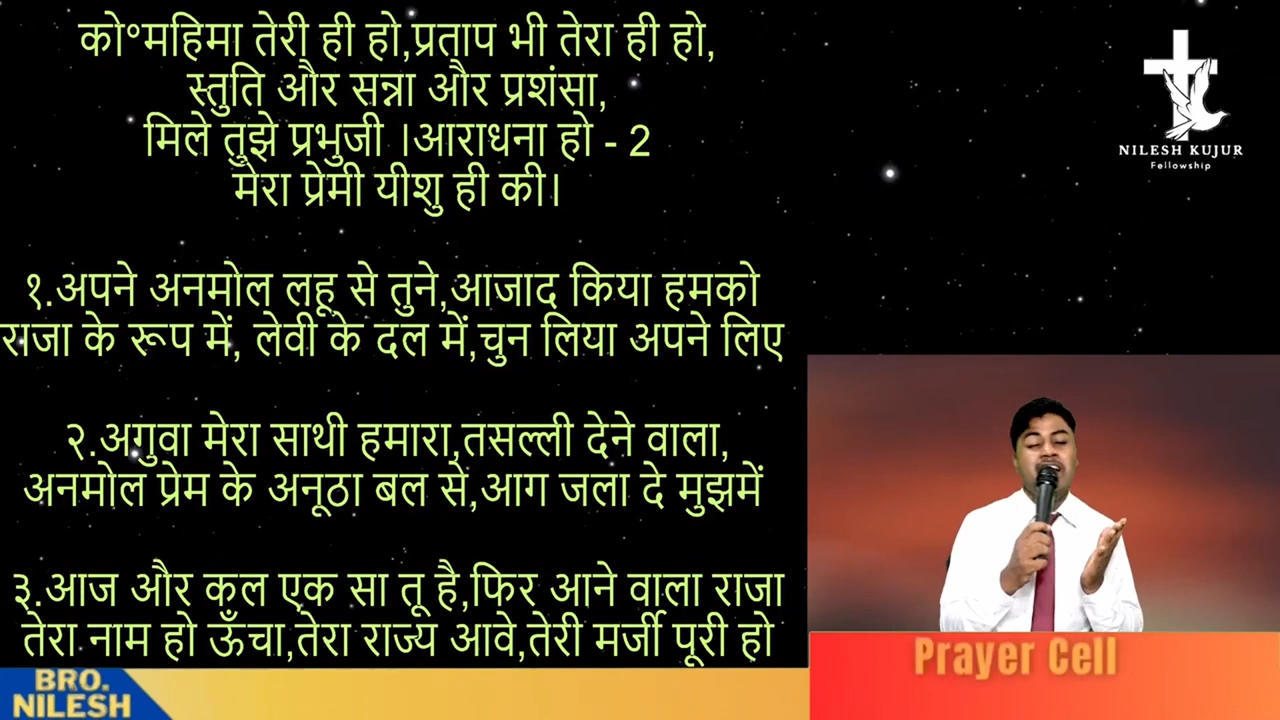 को°महिमा तेरी ही हो,प्रताप भी तेरा ही हो,
स्तुति और सन्ना और प्रशंसा,
मिले तुझे प्रभुजी ।आराधना हो - 2
मेरा प्रेमी यीशु ही की।
१.अपने अनमोल लहू से तुने,आजाद किया हमको
राजा के रूप में, लेवी के दल में,चुन लिया अपने लिए
२.अगुवा मेरा साथी हमारा,तसल्ली देने वाला,
अनमोल प्रेम के अनूठा बल से,आग जला दे मुझमें
३.आज और कल एक सा तू है,फिर आने वाला राजा
तेरा नाम हो ऊँचा,तेरा राज्य आवे,तेरी मर्जी पूरी हो
NILESH KUJUR
Fellowship
Prayer Cell
BRO.
NILESH